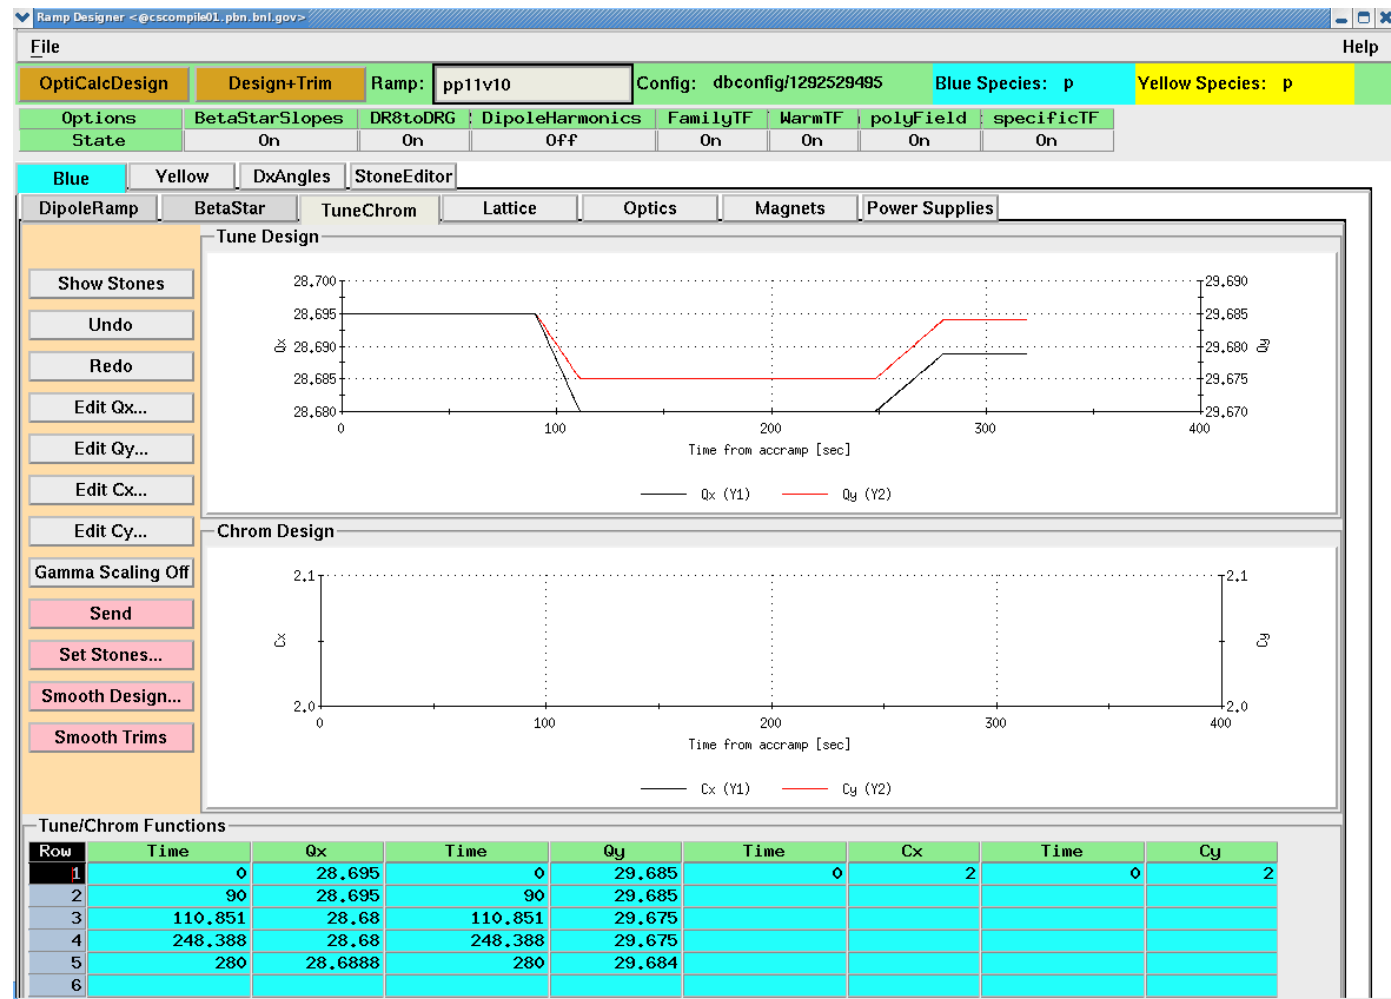 Ramp Designer <@cscompile01.pbn.bnl.gov>
File Help
OptiCalcDesign Design+Trim Ramp: pp11v10 Config: dbconfig/1292529495 Blue Species: p Yellow Species: p
Options BetaStarSlopes DR8toDRG DipoleHarmonics FamilyTF WarmTF polyField specificTF
State On On Off On On On On
Blue Yellow DxAngles StoneEditor
DipoleRamp BetaStar TuneChrom Lattice Optics Magnets Power Supplies
Show Stones
Undo
Redo
Edit Qx...
Edit Qy...
Edit Cx...
Edit Cy...
Gamma Scaling Off
Send
Set Stones...
Smooth Design...
Smooth Trims
Tune Design
28.700 29.690
28.695 29.685
Qx 28.690 29.680 Qy
28.685 29.675
28.680 29.670
0 100 200 300 400
Time from accramp [sec]
Qx (Y1) Qy (Y2)
Chrom Design
2.1 2.1
Cx Cy
2.0 2.0
0 100 200 300 400
Time from accramp [sec]
Cx (Y1) Cy (Y2)
Tune/Chrom Functions
Row Time Qx Time Qy Time Cx Time Cy
1 0 28.695 0 29.685 0 2 0 2
2 90 28.695 90 29.685
3 110.851 28.68 110.851 29.675
4 248.388 28.68 248.388 29.675
5 280 28.6888 280 29.684
6